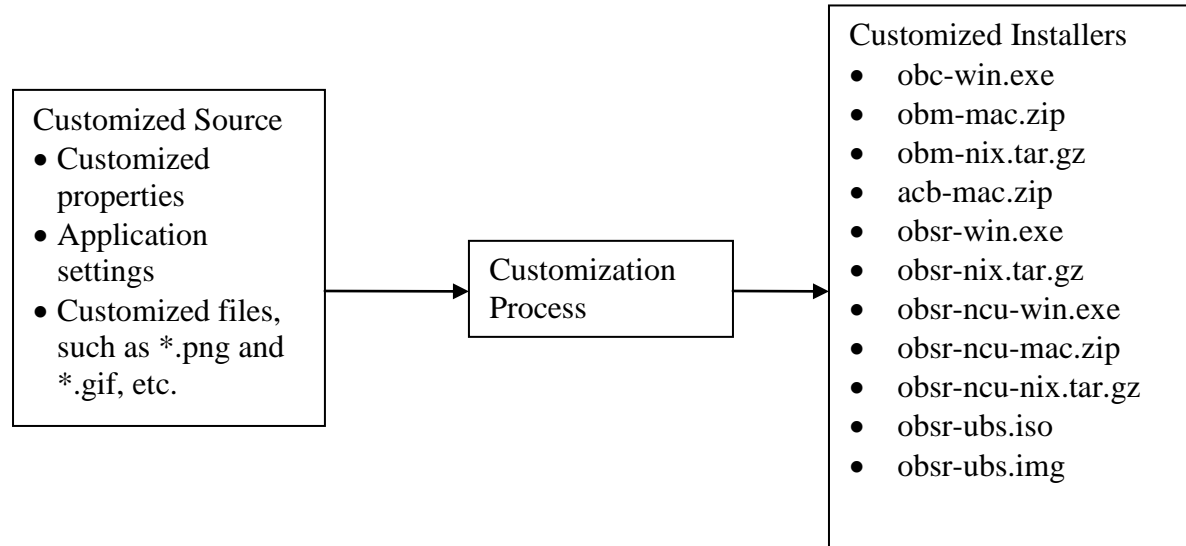 Customized Source
• Customized
properties
• Application
settings
• Customized files,
such as *.png and
*.gif, etc.
Customization
Process
Customized Installers
• obc-win.exe
• obm-mac.zip
• obm-nix.tar.gz
• acb-mac.zip
• obsr-win.exe
• obsr-nix.tar.gz
• obsr-ncu-win.exe
• obsr-ncu-mac.zip
• obsr-ncu-nix.tar.gz
• obsr-ubs.iso
• obsr-ubs.img